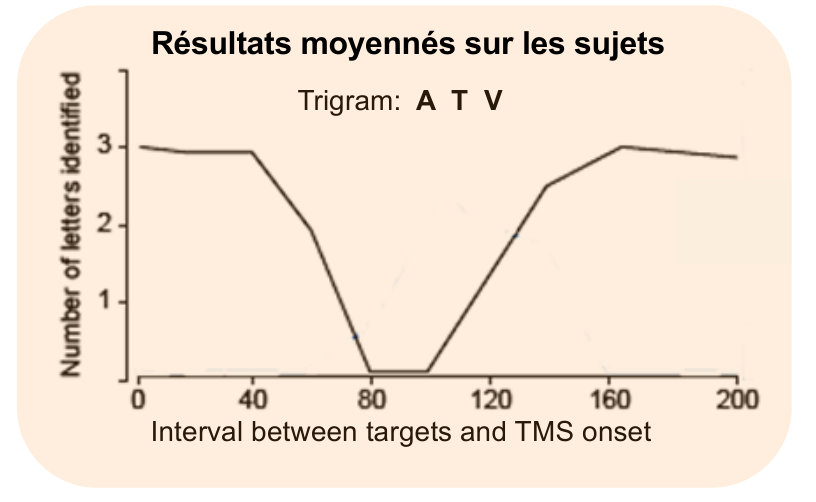 Résultats moyennés sur les sujets
Trigram: A T V
Number of letters identified
3
2
1
0 40 80 120 160 200
Interval between targets and TMS onset